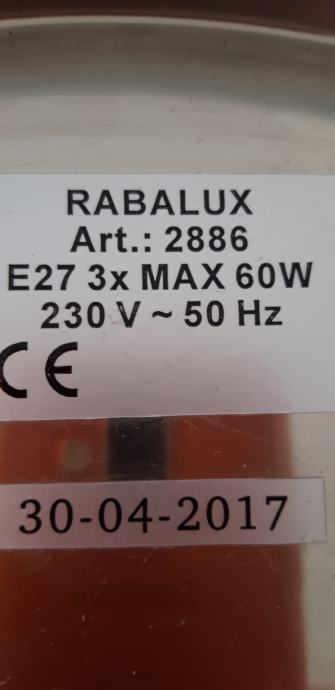 RABALUX
Art.: 2886
E27 3x MAX 60W
230 V ~ 50 Hz
CE
30-04-2017